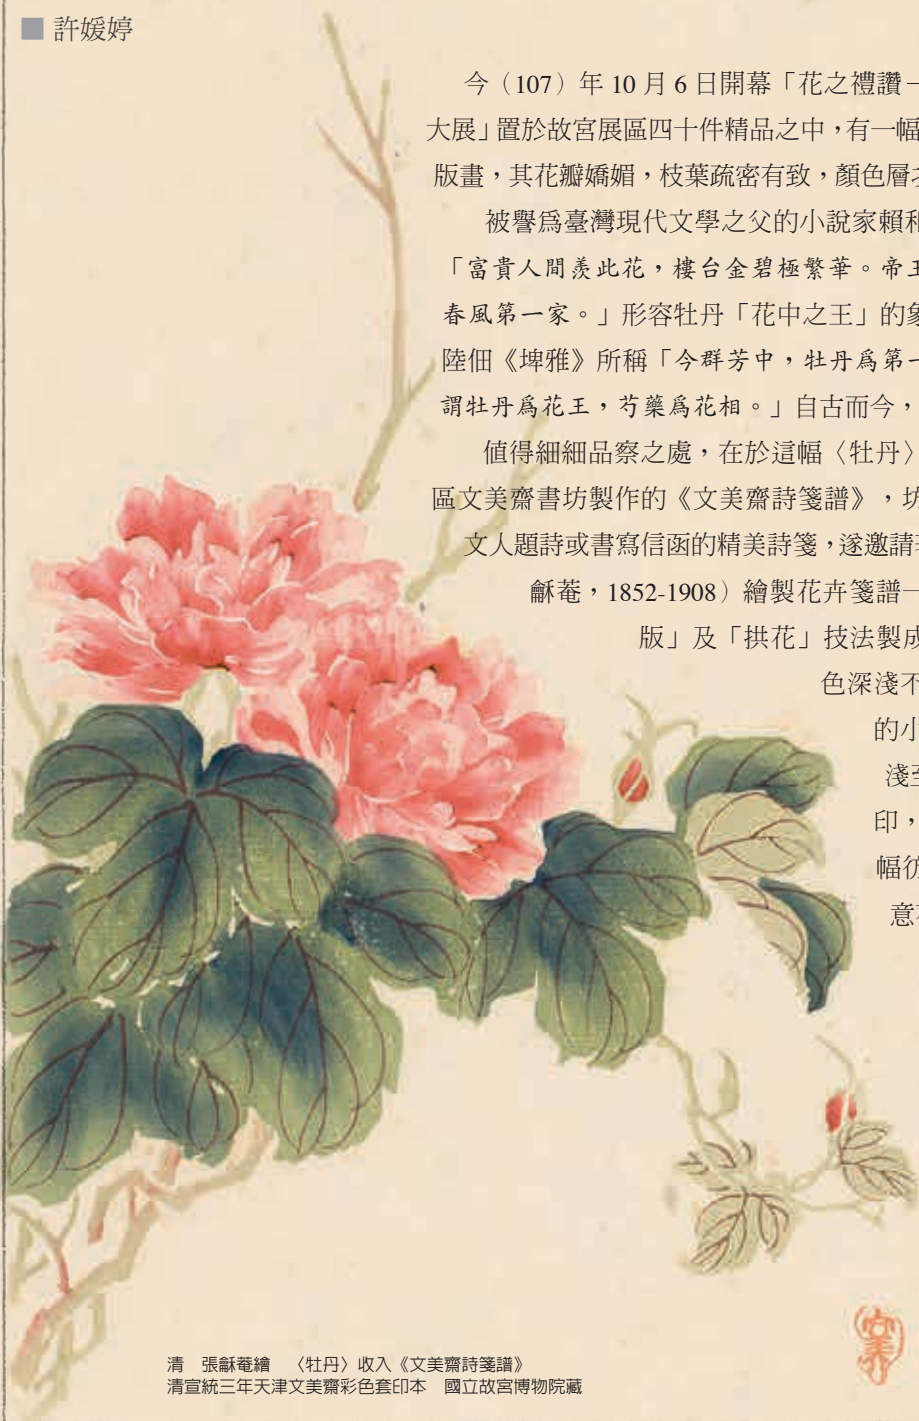 ■ 許媛婷
今（107）年 10 月 6 日開幕「花之禮讚－
大展」置於故宮展區四十件精品之中，有一幅
版畫，其花瓣嬌媚，枝葉疏密有致，顏色層
被譽為臺灣現代文學之父的小說家賴和
「富貴人間羨此花，樓台金碧極繁華。帝王
春風第一家。」形容牡丹「花中之王」的象
陸佃《埤雅》所稱「今群芳中，牡丹為第一
謂牡丹為花王，芍藥為花相。」自古而今，
值得細細品察之處，在於這幅〈牡丹〉
區文美齋書坊製作的《文美齋詩箋譜》，坊
文人題詩或書寫信函的精美詩箋，遂邀請
龢菴，1852-1908）繪製花卉箋譜一
版」及「拱花」技法製成
色深淺不
的小
淺至
印，
幅彷
意
清　張龢菴繪　〈牡丹〉收入《文美齋詩箋譜》
清宣統三年天津文美齋彩色套印本　國立故宮博物院藏